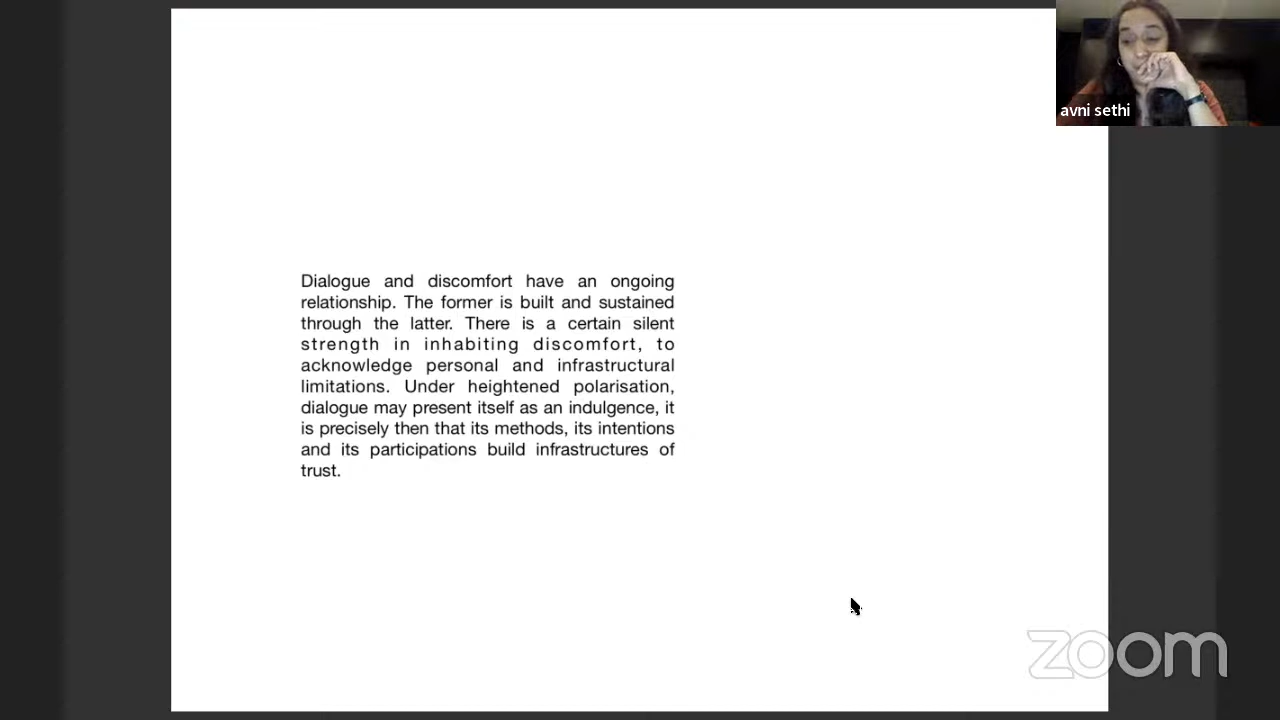 avni sethi
Dialogue and discomfort have an ongoing
relationship. The former is built and sustained
through the latter. There is a certain silent
strength in inhabiting discomfort, to
acknowledge personal and infrastructural
limitations. Under heightened polarisation,
dialogue may present itself as an indulgence, it
is precisely then that its methods, its intentions
and its participations build infrastructures of
trust.
zoom